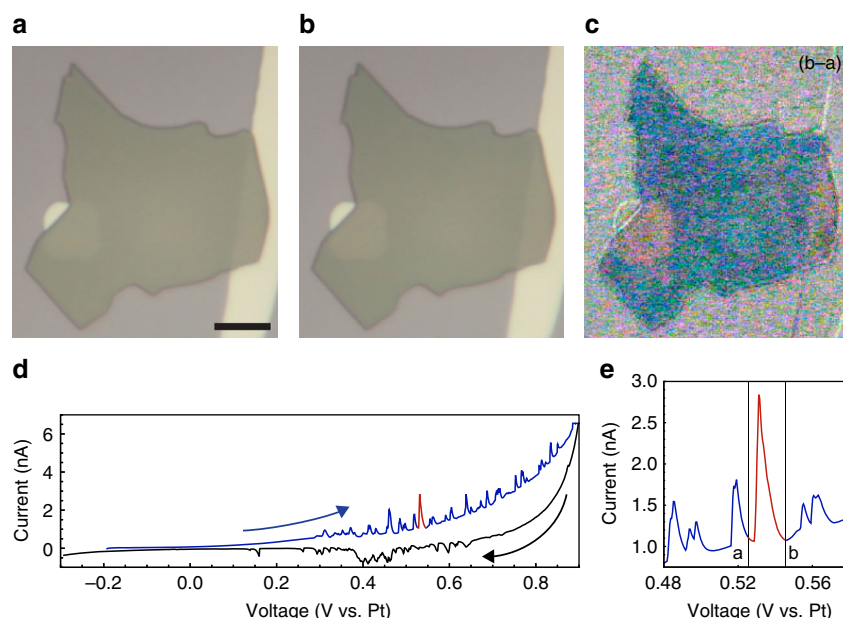 a
b
c
(b–a)
d
Current (nA)
6
4
2
0
−0.2
0.0
0.2
0.4
0.6
0.8
Voltage (V vs. Pt)
e
Current (nA)
3.0
2.5
2.0
1.5
1.0
a
b
0.48
0.52
0.56
Voltage (V vs. Pt)